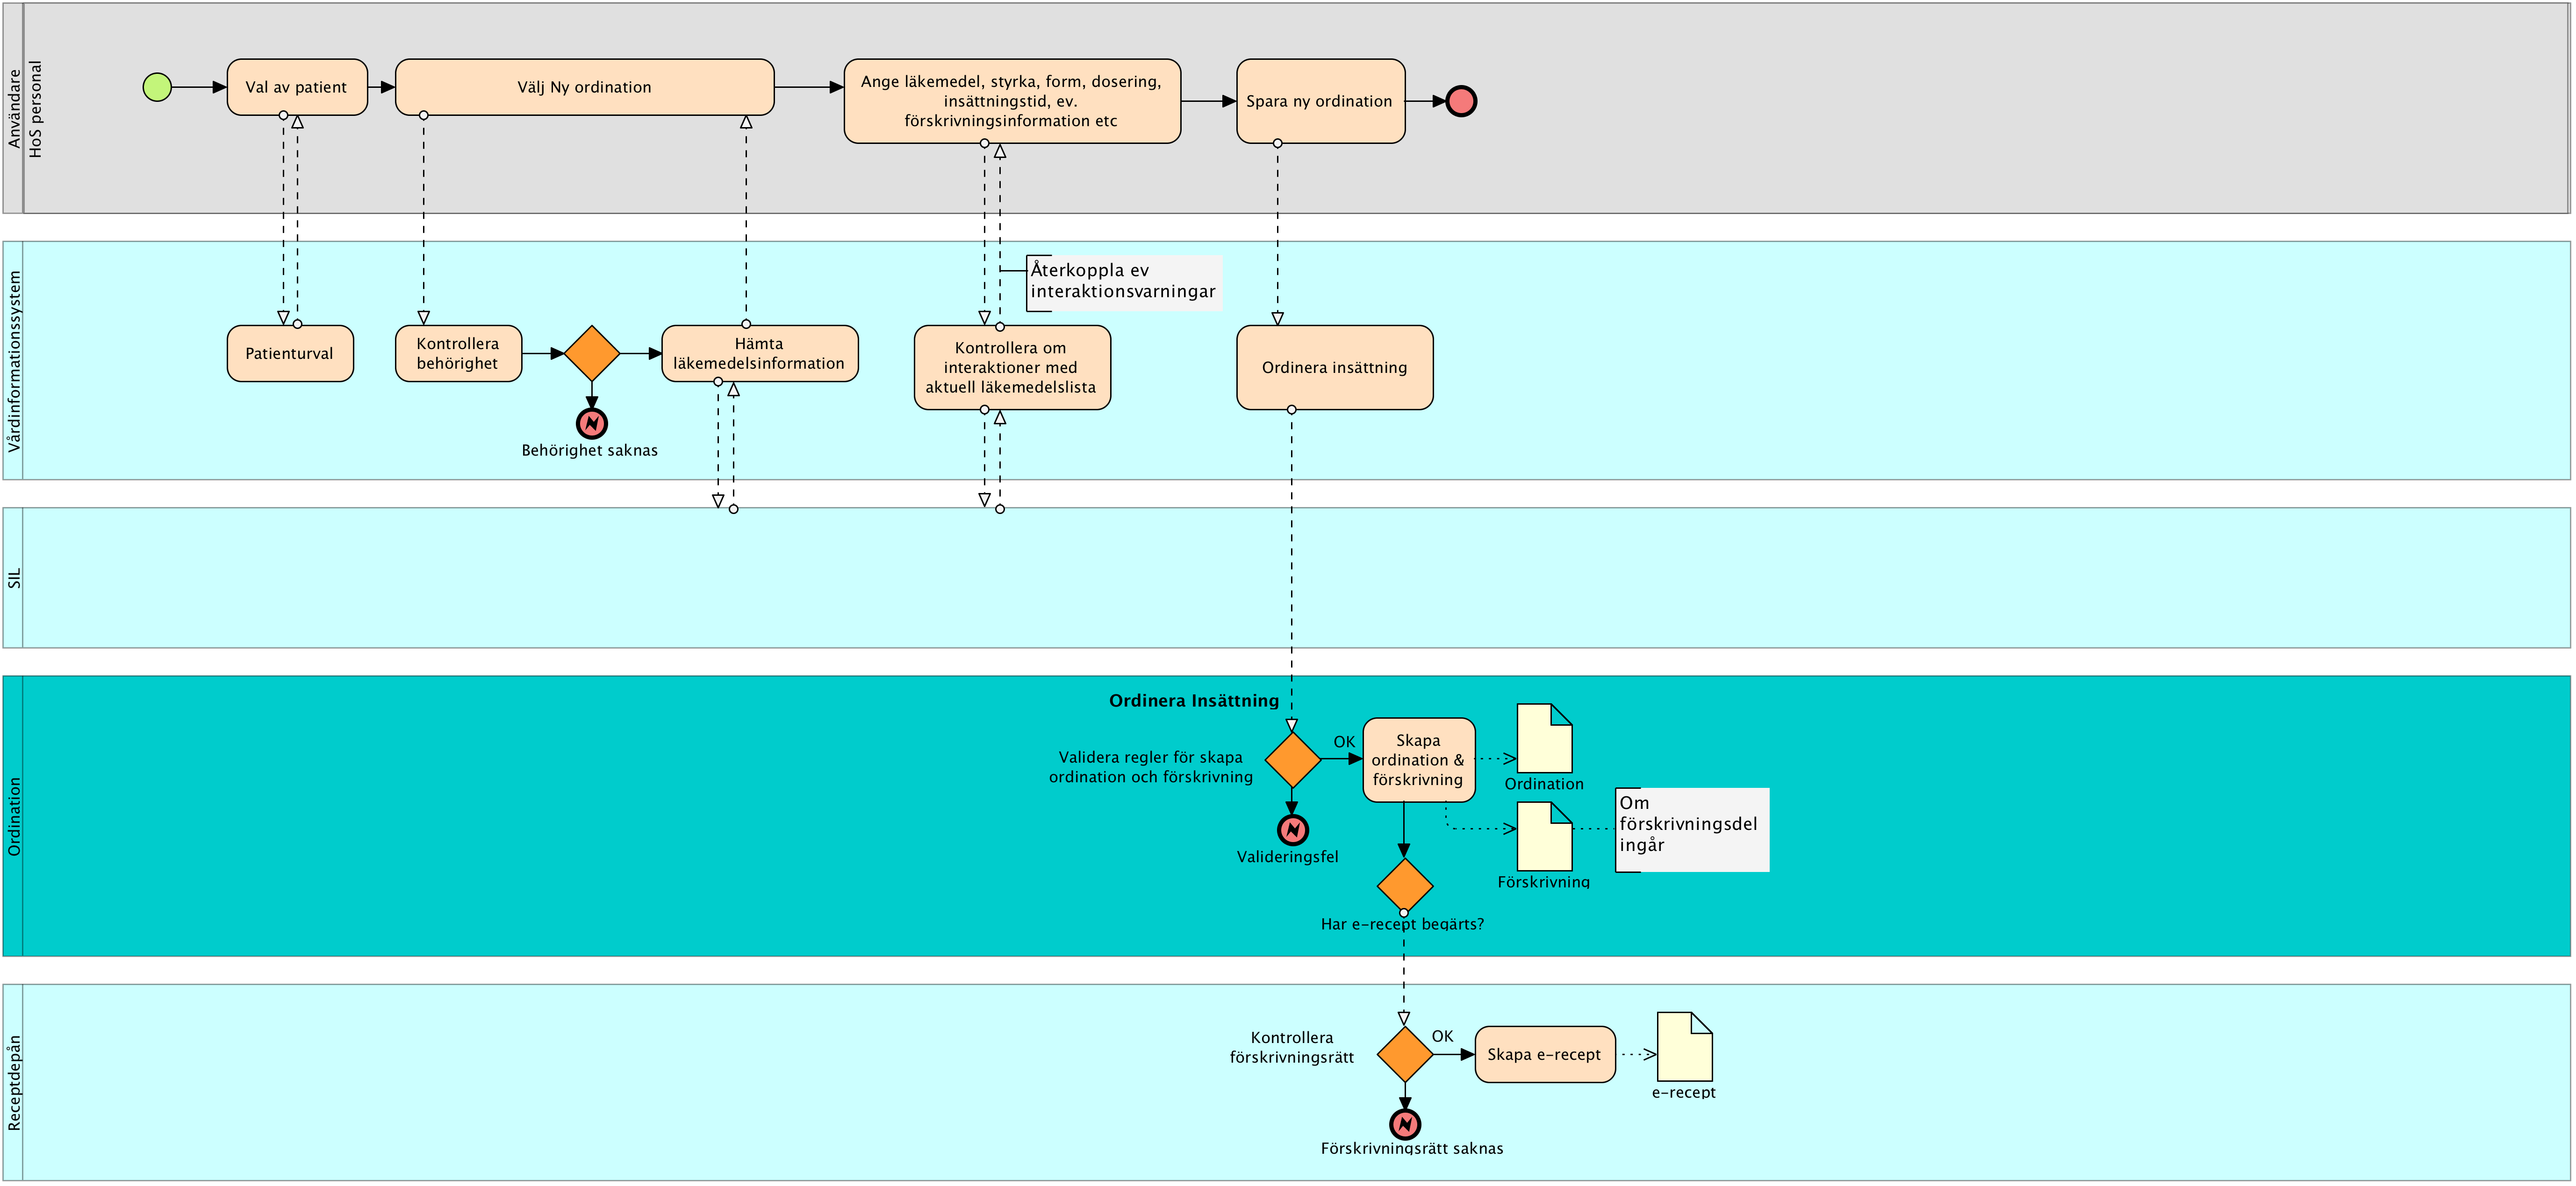 Användare
HoS personal
Val av patient
Välj Ny ordination
Ange läkemedel, styrka, form, dosering,
insättningstid, ev.
förskrivningsinformation etc
Spara ny ordination
Vårdinformationssystem
Återkoppla ev
interaktionsvarningar
Patienturval
Kontrollera
behörighet
Hämta
läkemedelsinformation
Kontrollera om
interaktioner med
aktuell läkemedelslista
Ordinera insättning
Behörighet saknas
SIL
Ordination
Ordinera Insättning
Validera regler för skapa
ordination och förskrivning
OK
Skapa
ordination &
förskrivning
Ordination
Om
förskrivningsdel
ingår
Valideringsfel
Förskrivning
Har e-recept begärts?
Receptdepån
Kontrollera
förskrivningsrätt
OK
Skapa e-recept
e-recept
Förskrivningsrätt saknas